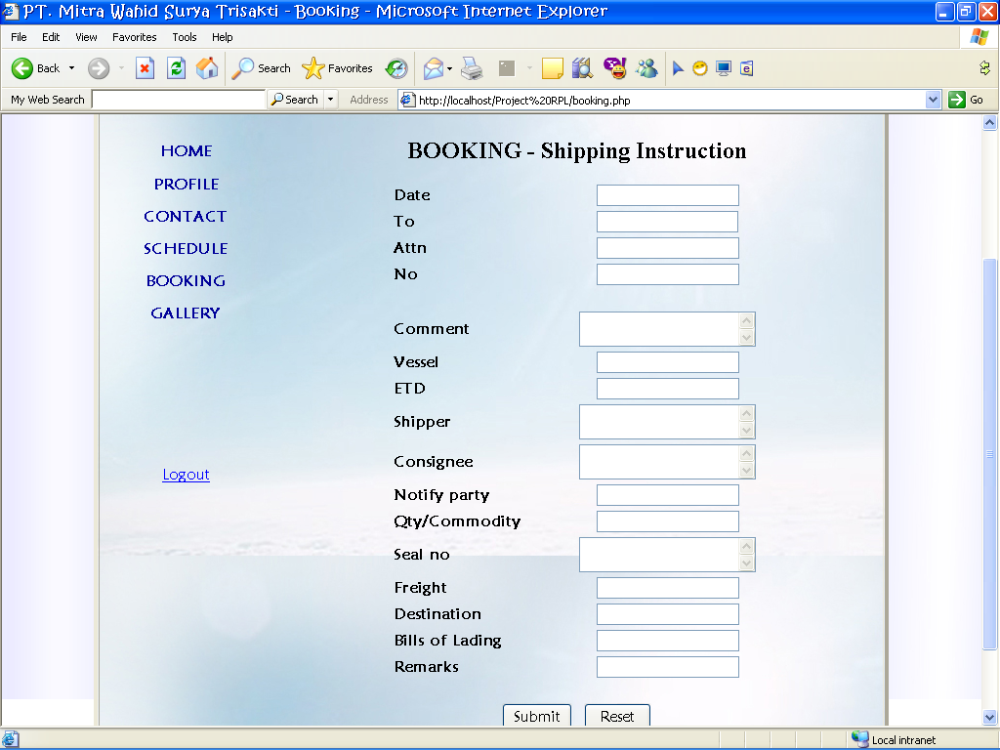 PT. Mitra Wahid Surya Trisakti - Booking - Microsoft Internet Explorer
File Edit View Favorites Tools Help
Back Search Favorites
My Web Search Search Address http://localhost/Project%20RPL/booking.php Go
HOME
PROFILE
CONTACT
SCHEDULE
BOOKING
GALLERY
Logout
BOOKING - Shipping Instruction
Date
To
Attn
No
Comment
Vessel
ETD
Shipper
Consignee
Notify party
Qty/Commodity
Seal no
Freight
Destination
Bills of Lading
Remarks
Submit Reset
Local intranet